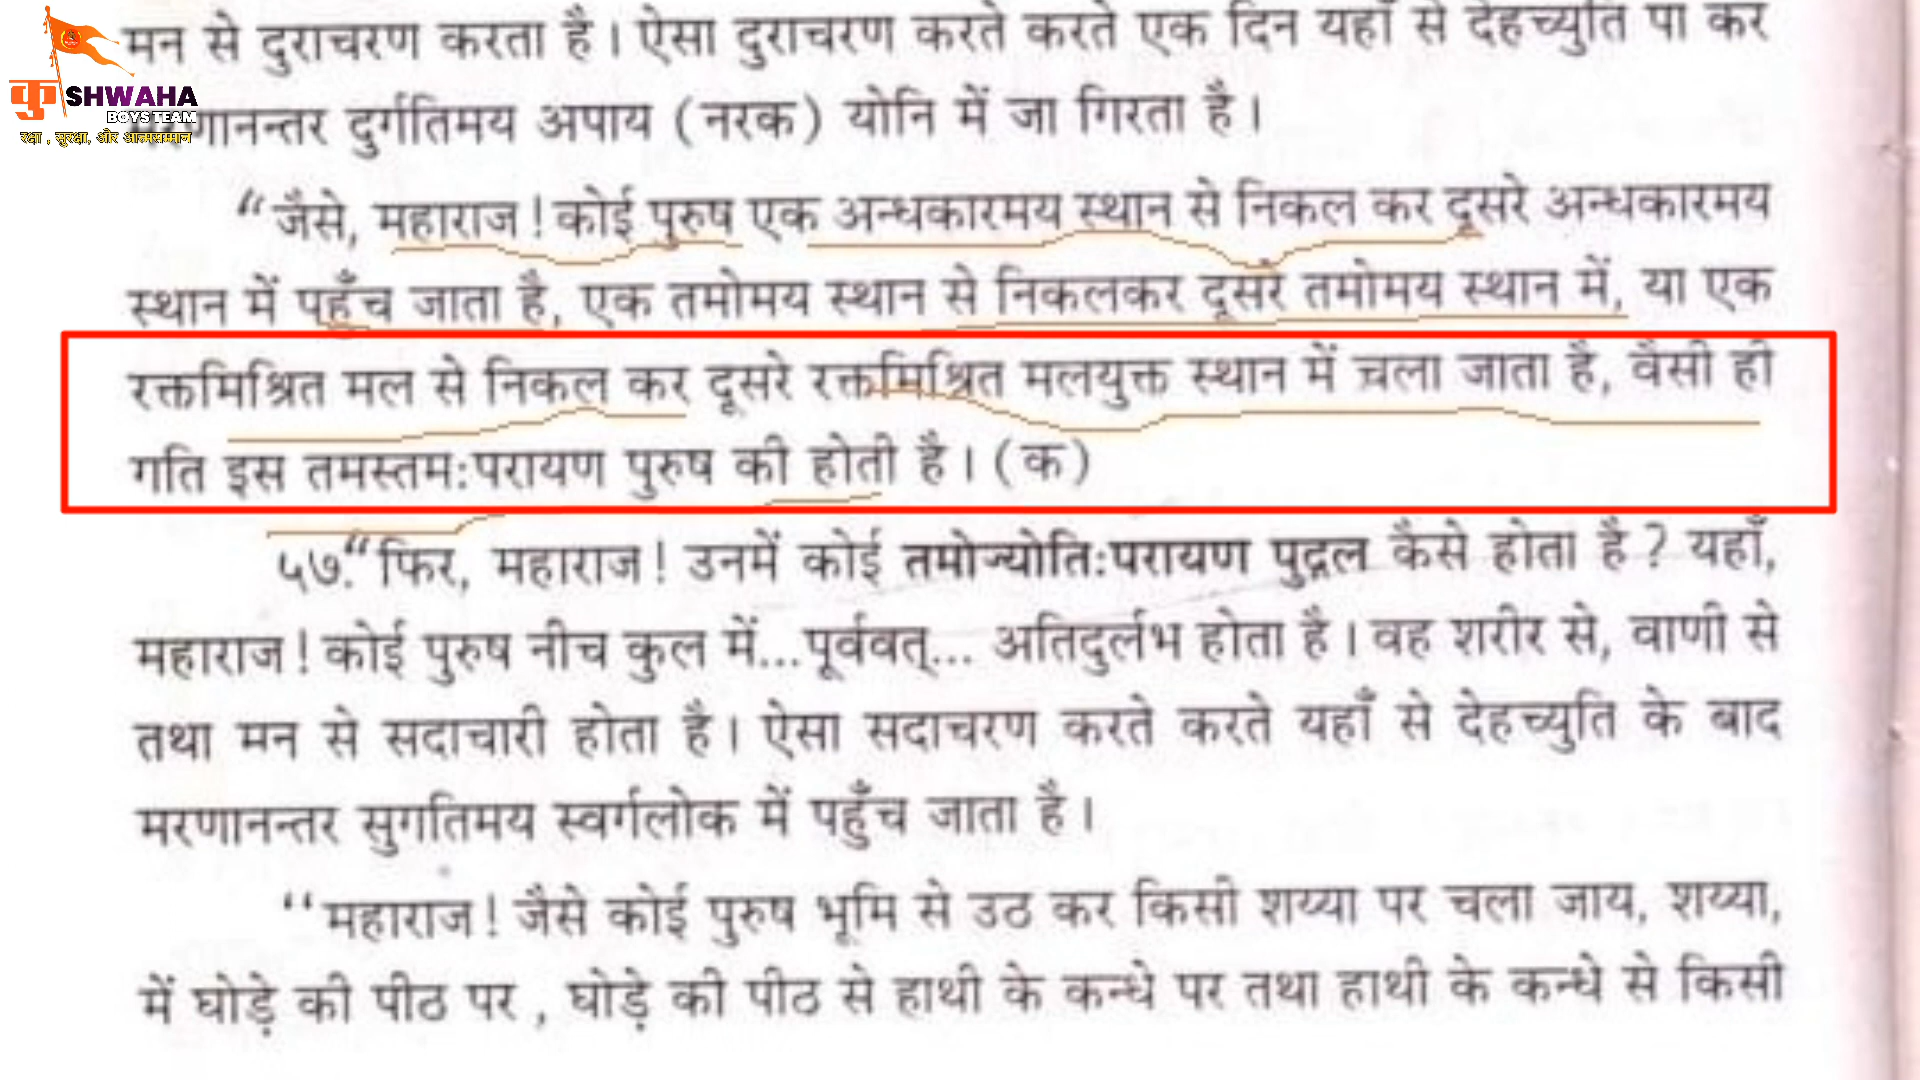 मन से दुराचरण करता है। ऐसा दुराचरण करते करते एक दिन यहाँ से देहच्युति पा कर
कुSHWAHA
BOYS TEAM
रक्षा , सुरक्षा, और आत्मसम्मान
णानन्तर दुर्गतिमय अपाय (नरक) योनि में जा गिरता है।
“जैसे, महाराज! कोई पुरुष एक अन्धकारमय स्थान से निकल कर दूसरे अन्धकारमय
स्थान में पहुँच जाता है, एक तमोमय स्थान से निकलकर दूसरे तमोमय स्थान में, या एक
रक्तमिश्रित मल से निकल कर दूसरे रक्तमिश्रित मलयुक्त स्थान में चला जाता है, वैसी ही
गति इस तमस्तमःपरायण पुरुष की होती है। (क)
५७.“फिर, महाराज! उनमें कोई तमोज्योतिःपरायण पुद्गल कैसे होता है? यहाँ,
महाराज! कोई पुरुष नीच कुल में...पूर्ववत्... अतिदुर्लभ होता है। वह शरीर से, वाणी से
तथा मन से सदाचारी होता है। ऐसा सदाचरण करते करते यहाँ से देहच्युति के बाद
मरणानन्तर सुगतिमय स्वर्गलोक में पहुँच जाता है।
‘‘महाराज! जैसे कोई पुरुष भूमि से उठ कर किसी शय्या पर चला जाय, शय्या,
में घोड़े की पीठ पर , घोड़े की पीठ से हाथी के कन्धे पर तथा हाथी के कन्धे से किसी